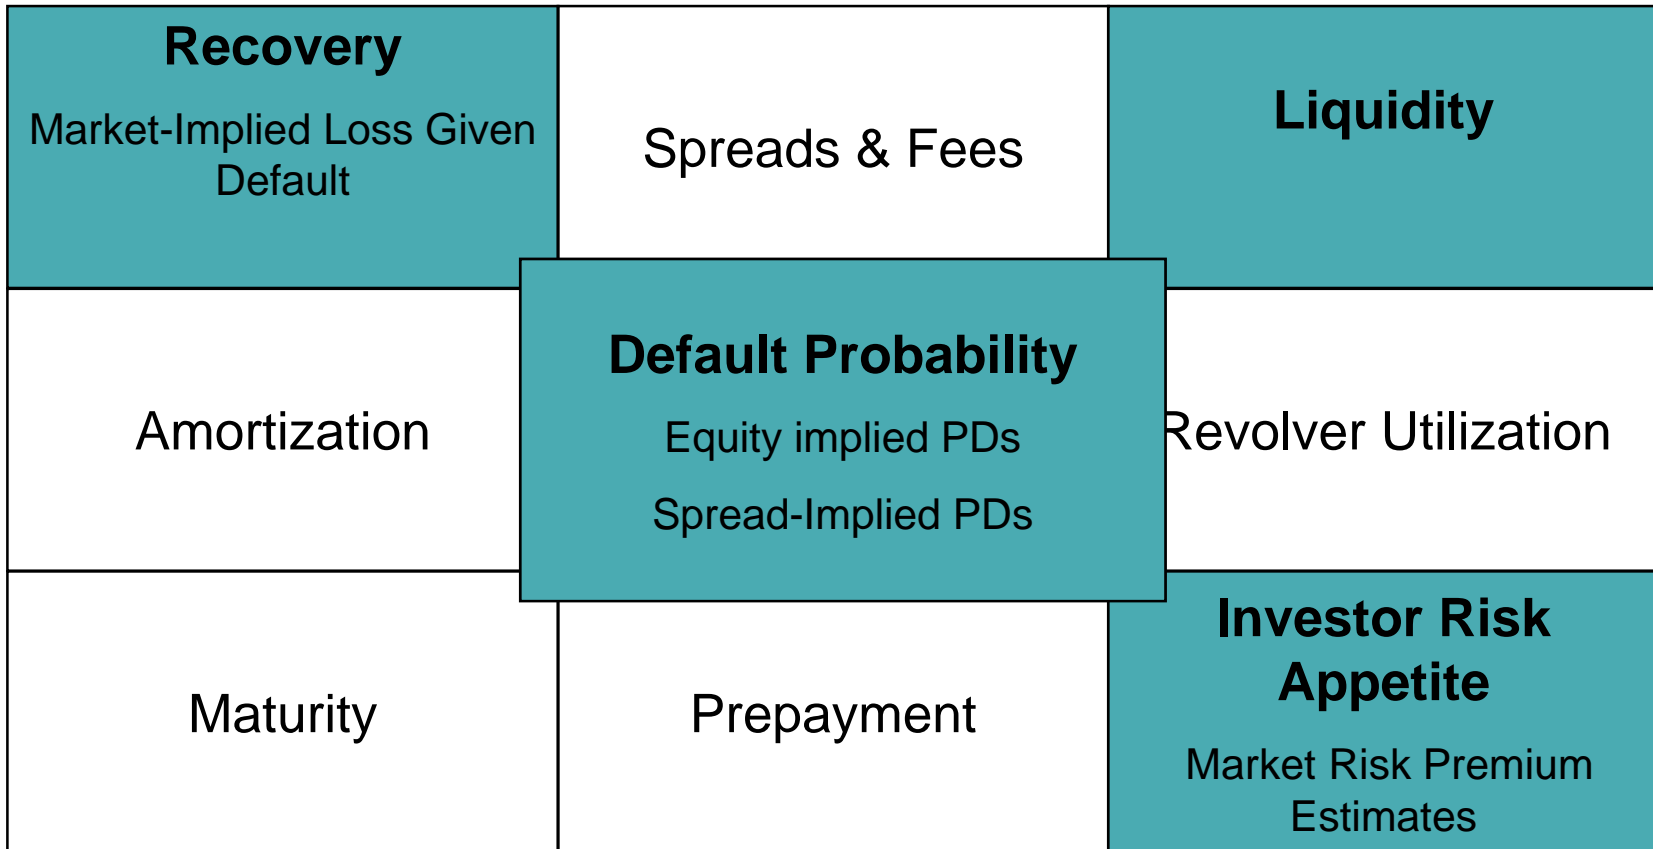 Recovery
Market-Implied Loss Given
Default
Spreads & Fees
Liquidity
Amortization
Default Probability
Equity implied PDs
Spread-Implied PDs
Revolver Utilization
Maturity
Prepayment
Investor Risk
Appetite
Market Risk Premium
Estimates